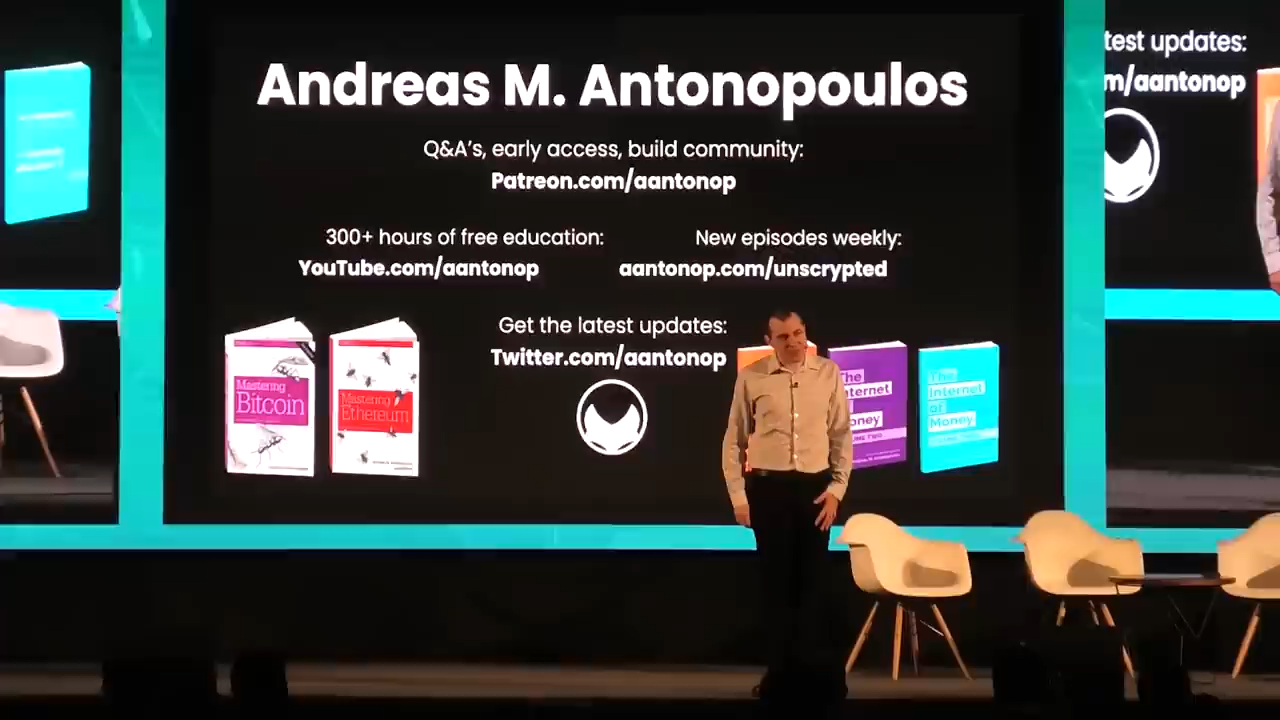 Andreas M. Antonopoulos
Q&A's, early access, build community:
Patreon.com/aantonop
300+ hours of free education:
YouTube.com/aantonop
New episodes weekly:
aantonop.com/unscrypted
Get the latest updates:
Twitter.com/aantonop
Mastering
Bitcoin
Mastering
Ethereum
The
Internet
The
Internet
of
Money
test updates:
m/aantonop